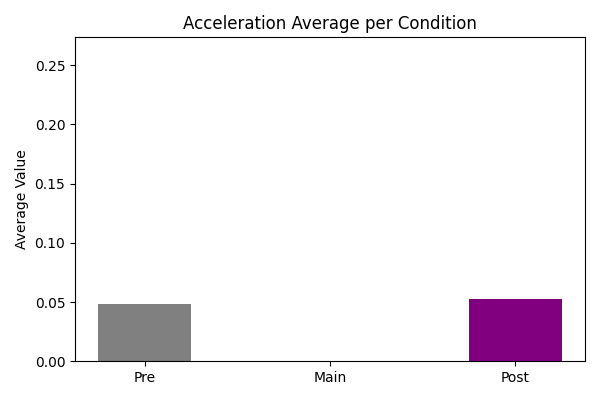 Acceleration Average per Condition
Average Value
0.25
0.20
0.15
0.10
0.05
0.00
Pre
Main
Post